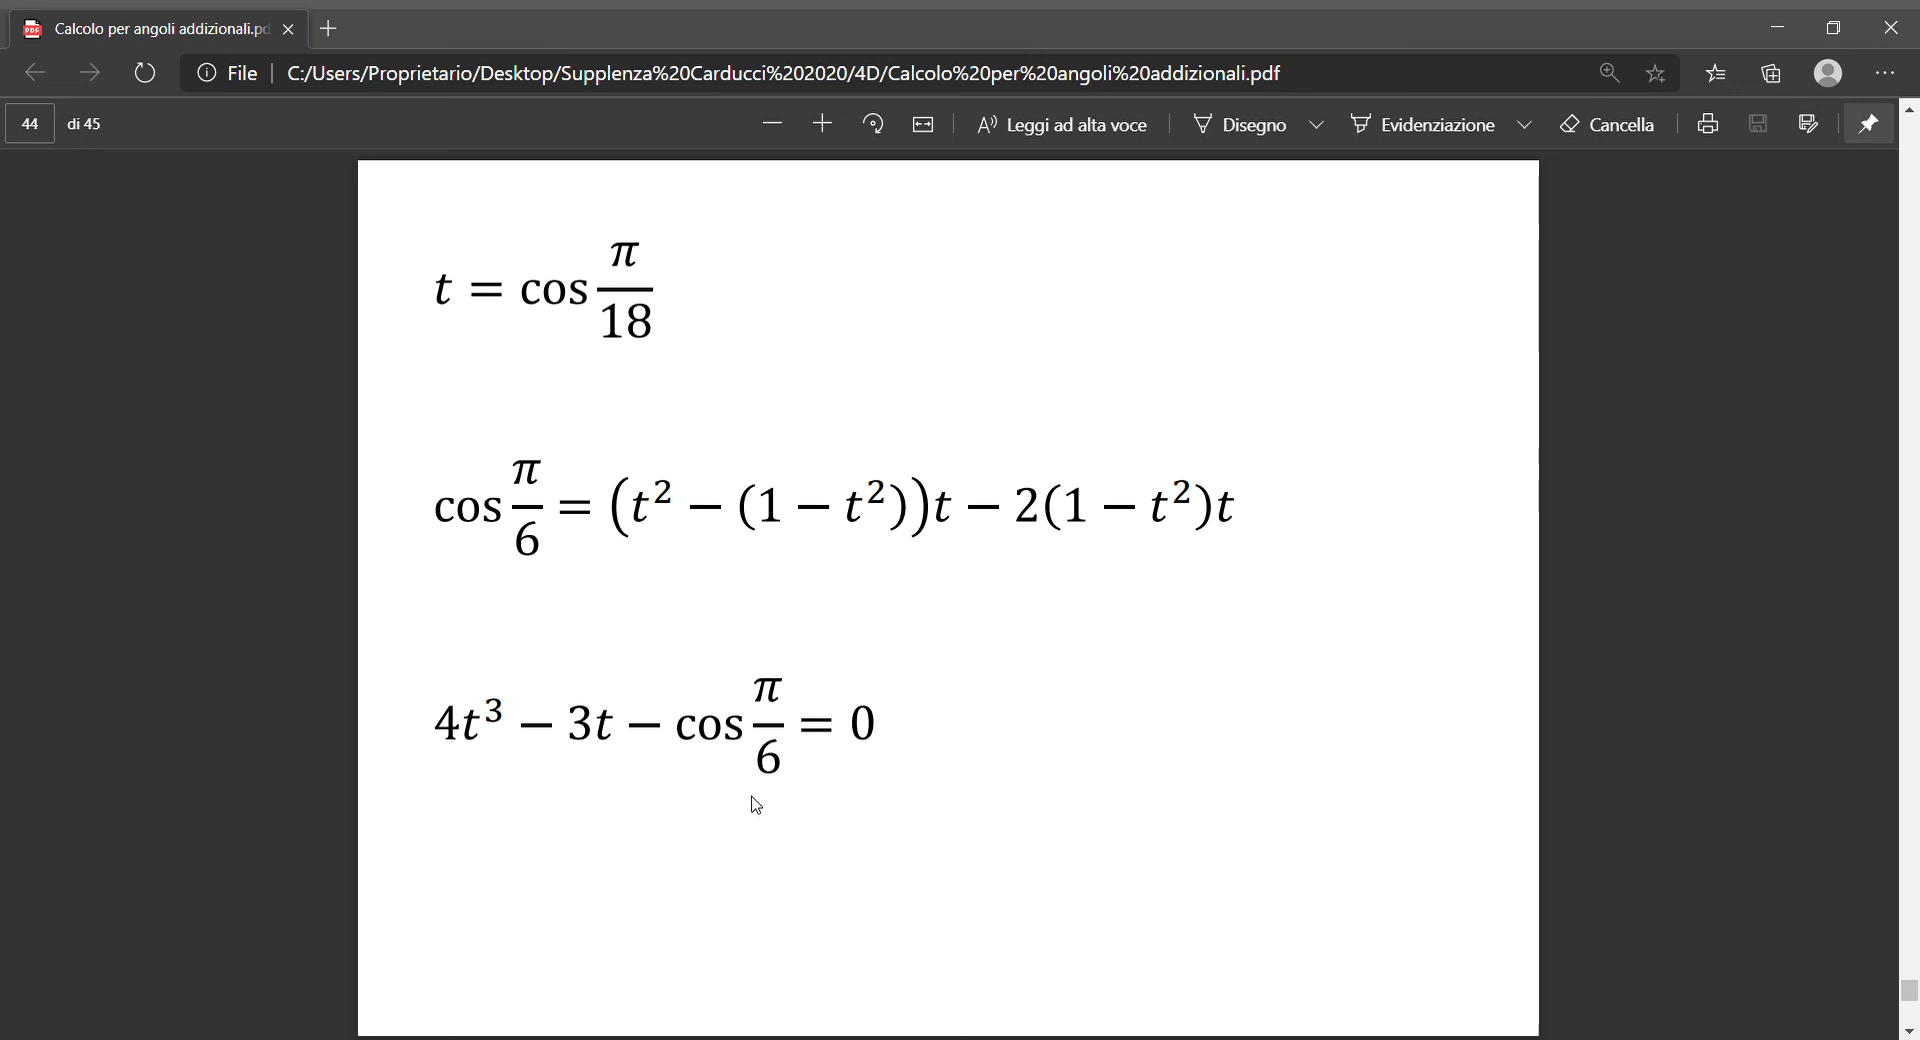 Calcolo per angoli addizionali.pd
File | C:/Users/Proprietario/Desktop/Supplenza%20Carducci%202020/4D/Calcolo%20per%20angoli%20addizionali.pdf
44 di 45 Leggi ad alta voce Disegno Evidenziazione Cancella
t = cos π/18
cos π/6 = (t² − (1 − t²))t − 2(1 − t²)t
4t³ − 3t − cos π/6 = 0